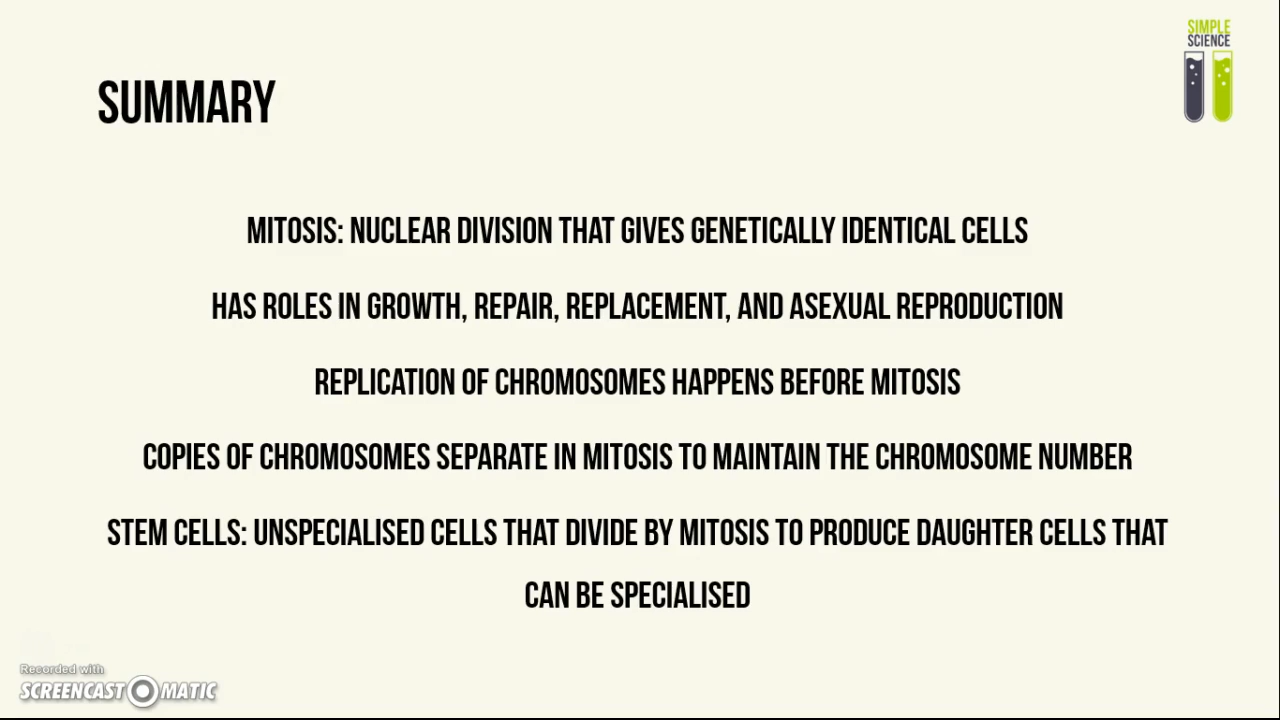 SIMPLE
SCIENCE
SUMMARY
MITOSIS: NUCLEAR DIVISION THAT GIVES GENETICALLY IDENTICAL CELLS
HAS ROLES IN GROWTH, REPAIR, REPLACEMENT, AND ASEXUAL REPRODUCTION
REPLICATION OF CHROMOSOMES HAPPENS BEFORE MITOSIS
COPIES OF CHROMOSOMES SEPARATE IN MITOSIS TO MAINTAIN THE CHROMOSOME NUMBER
STEM CELLS: UNSPECIALISED CELLS THAT DIVIDE BY MITOSIS TO PRODUCE DAUGHTER CELLS THAT
CAN BE SPECIALISED
Recorded with
SCREENCAST-O-MATIC